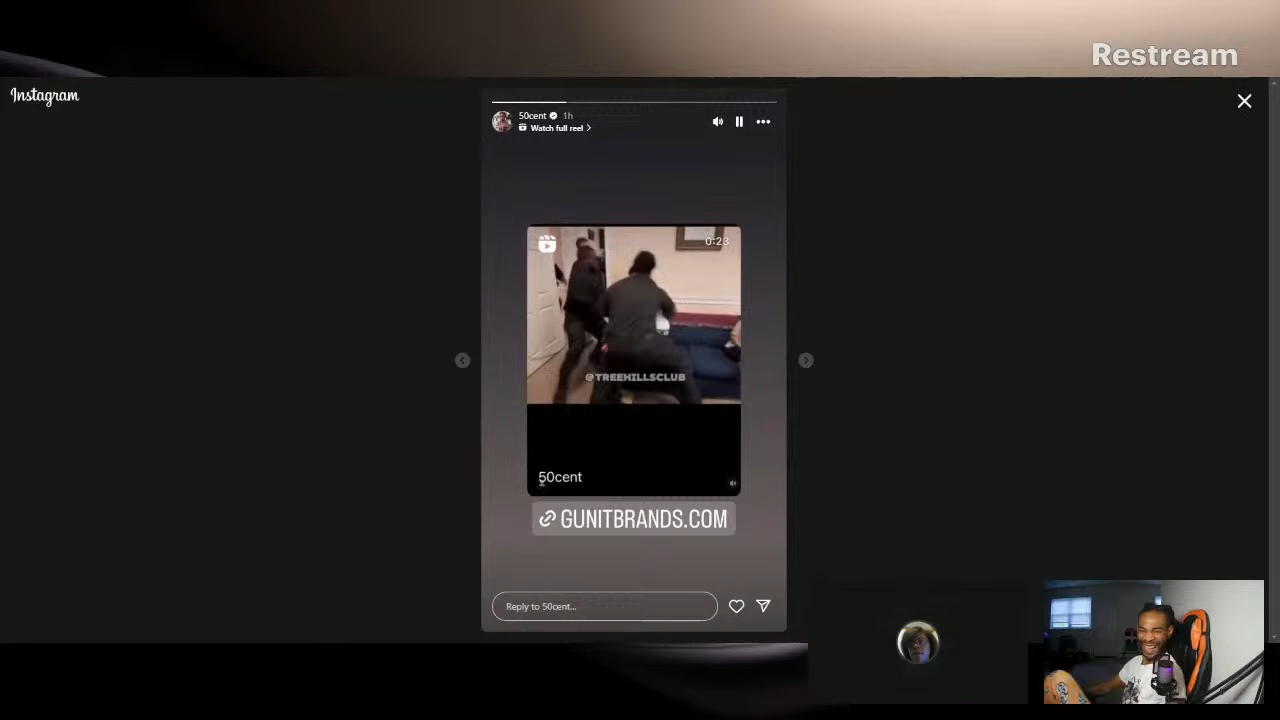 Restream
Instagram
50cent 1h
Watch full reel
0:23
@TREEHILLSCLUB
50cent
GUNITBRANDS.COM
Reply to 50cent...